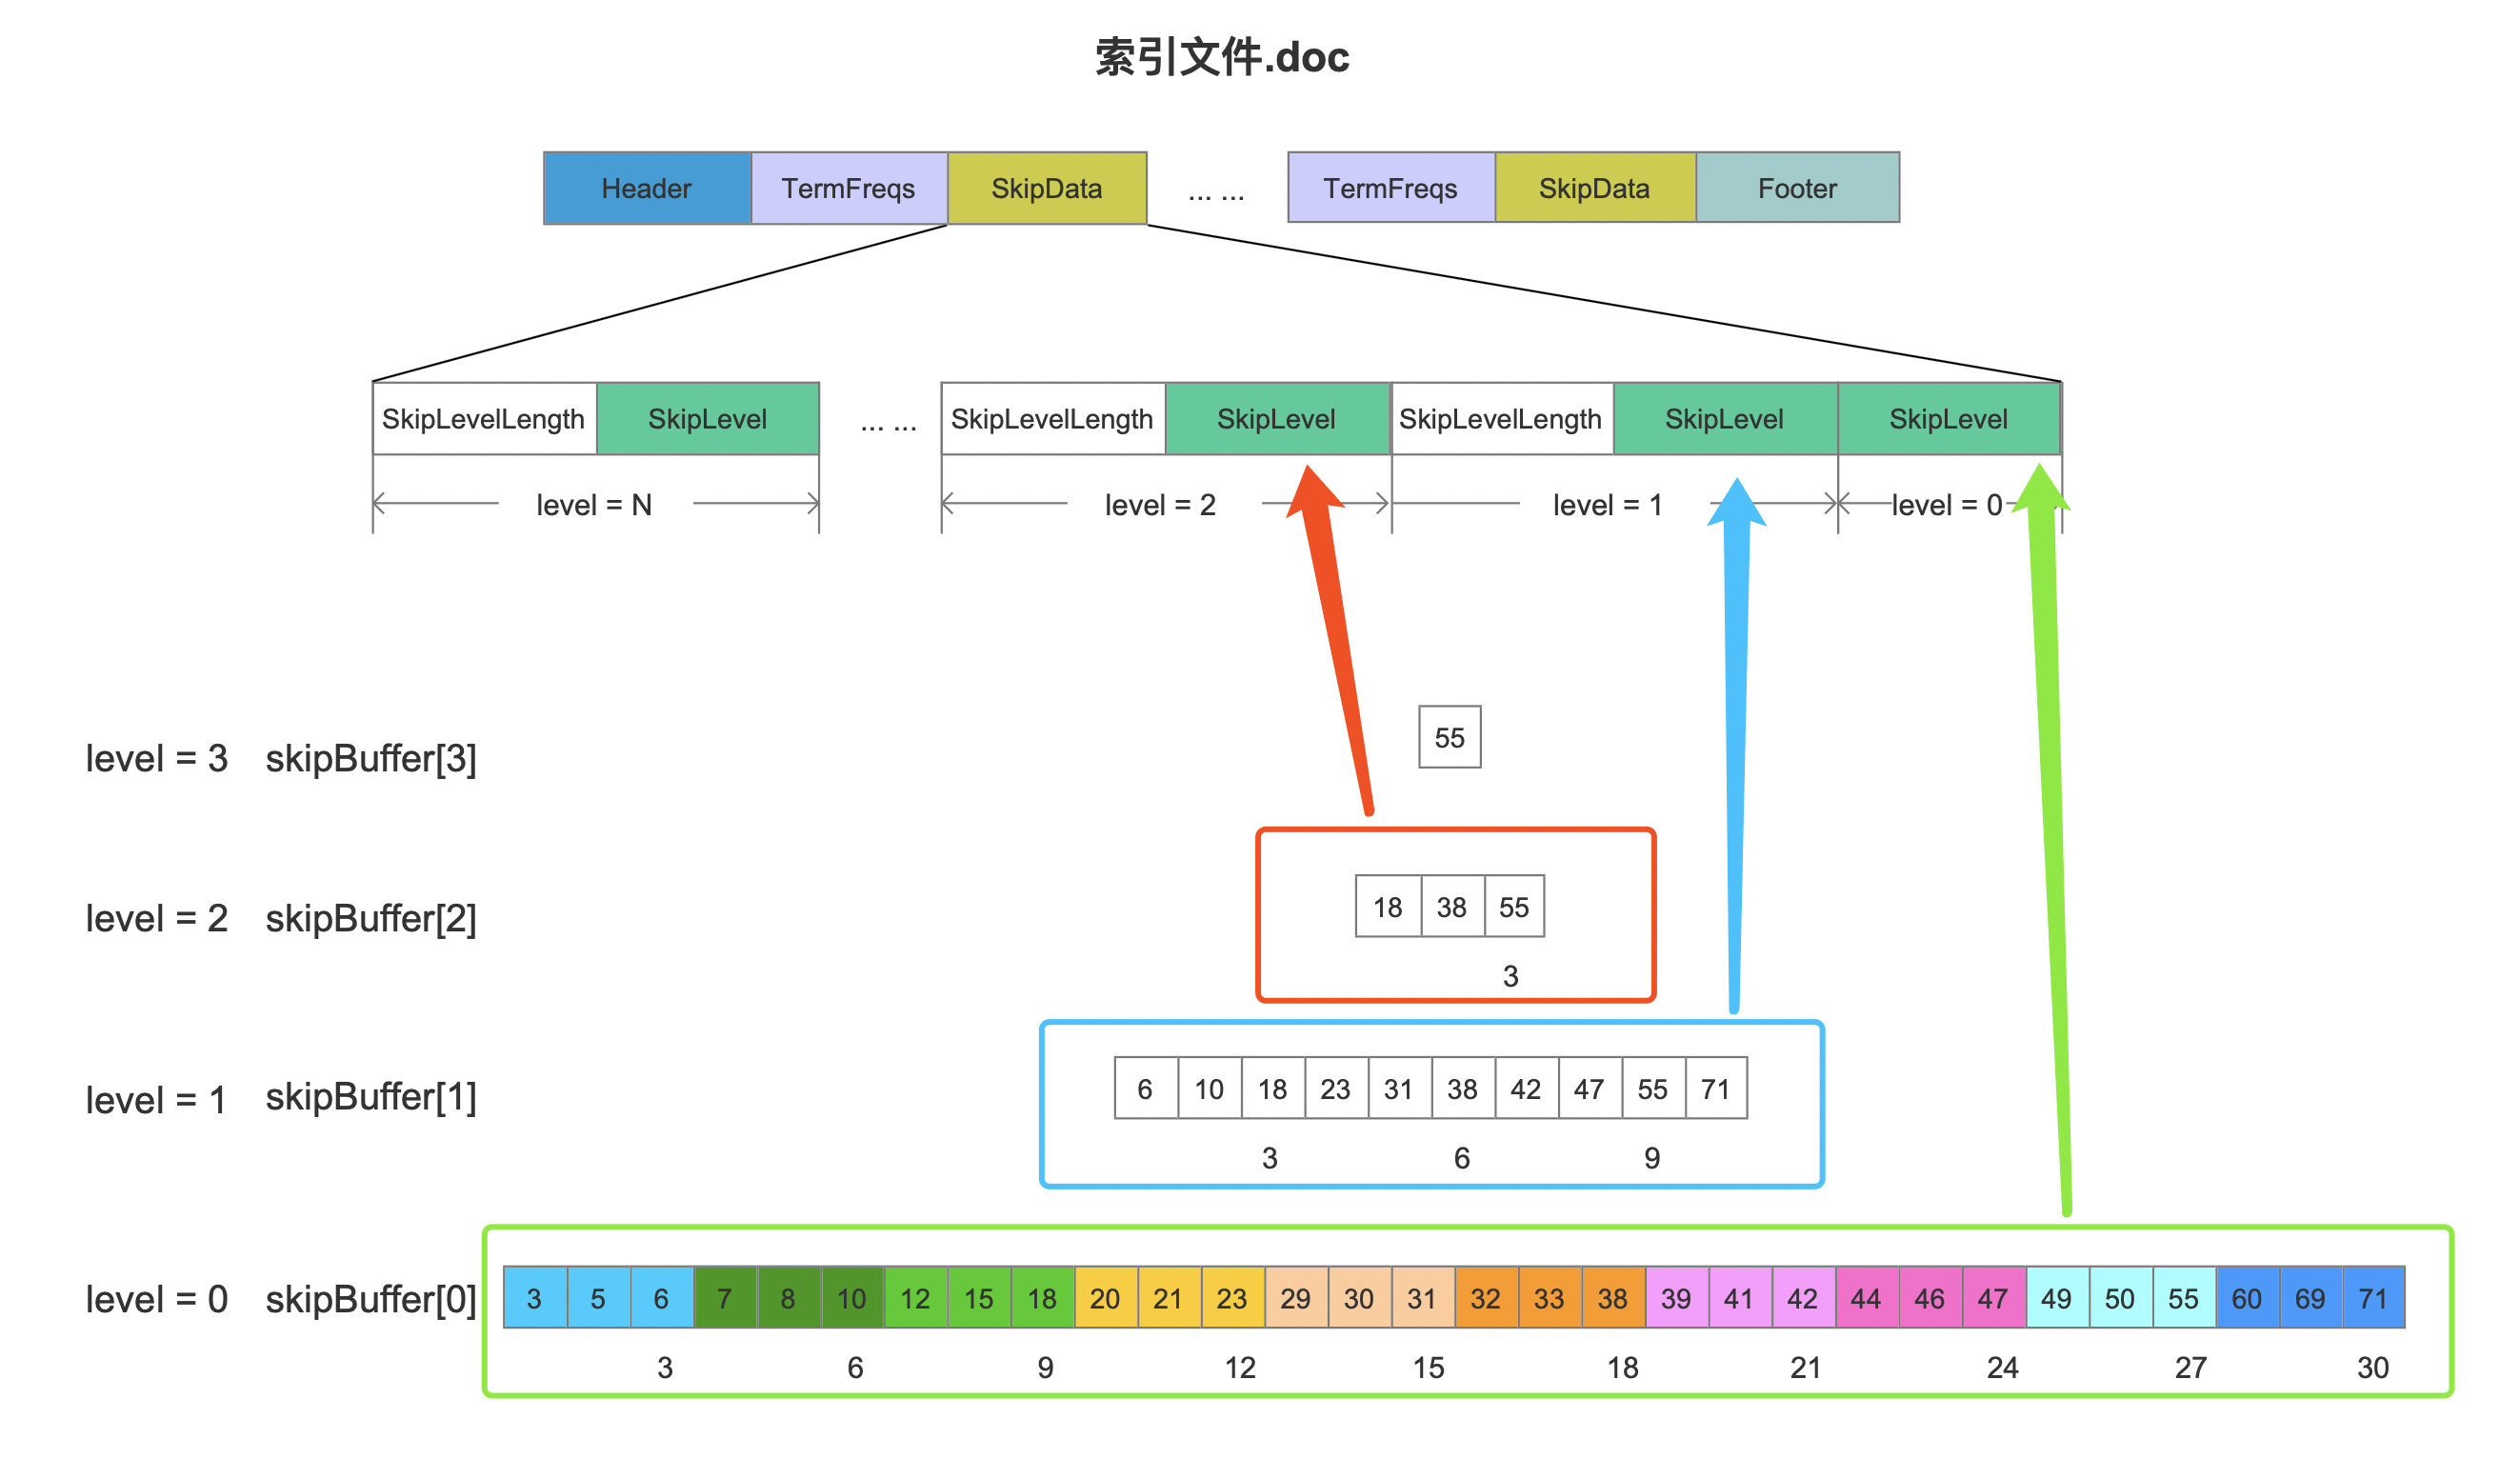 索引文件.doc
Header TermFreqs SkipData ... ... TermFreqs SkipData Footer
SkipLevelLength SkipLevel ... ... SkipLevelLength SkipLevel SkipLevelLength SkipLevel SkipLevel
level = N level = 2 level = 1 level = 0
level = 3 skipBuffer[3] 55
level = 2 skipBuffer[2] 18 38 55
3
level = 1 skipBuffer[1] 6 10 18 23 31 38 42 47 55 71
3 6 9
level = 0 skipBuffer[0] 3 5 6 7 8 10 12 15 18 20 21 23 29 30 31 32 33 38 39 41 42 44 46 47 49 50 55 60 69 71
3 6 9 12 15 18 21 24 27 30